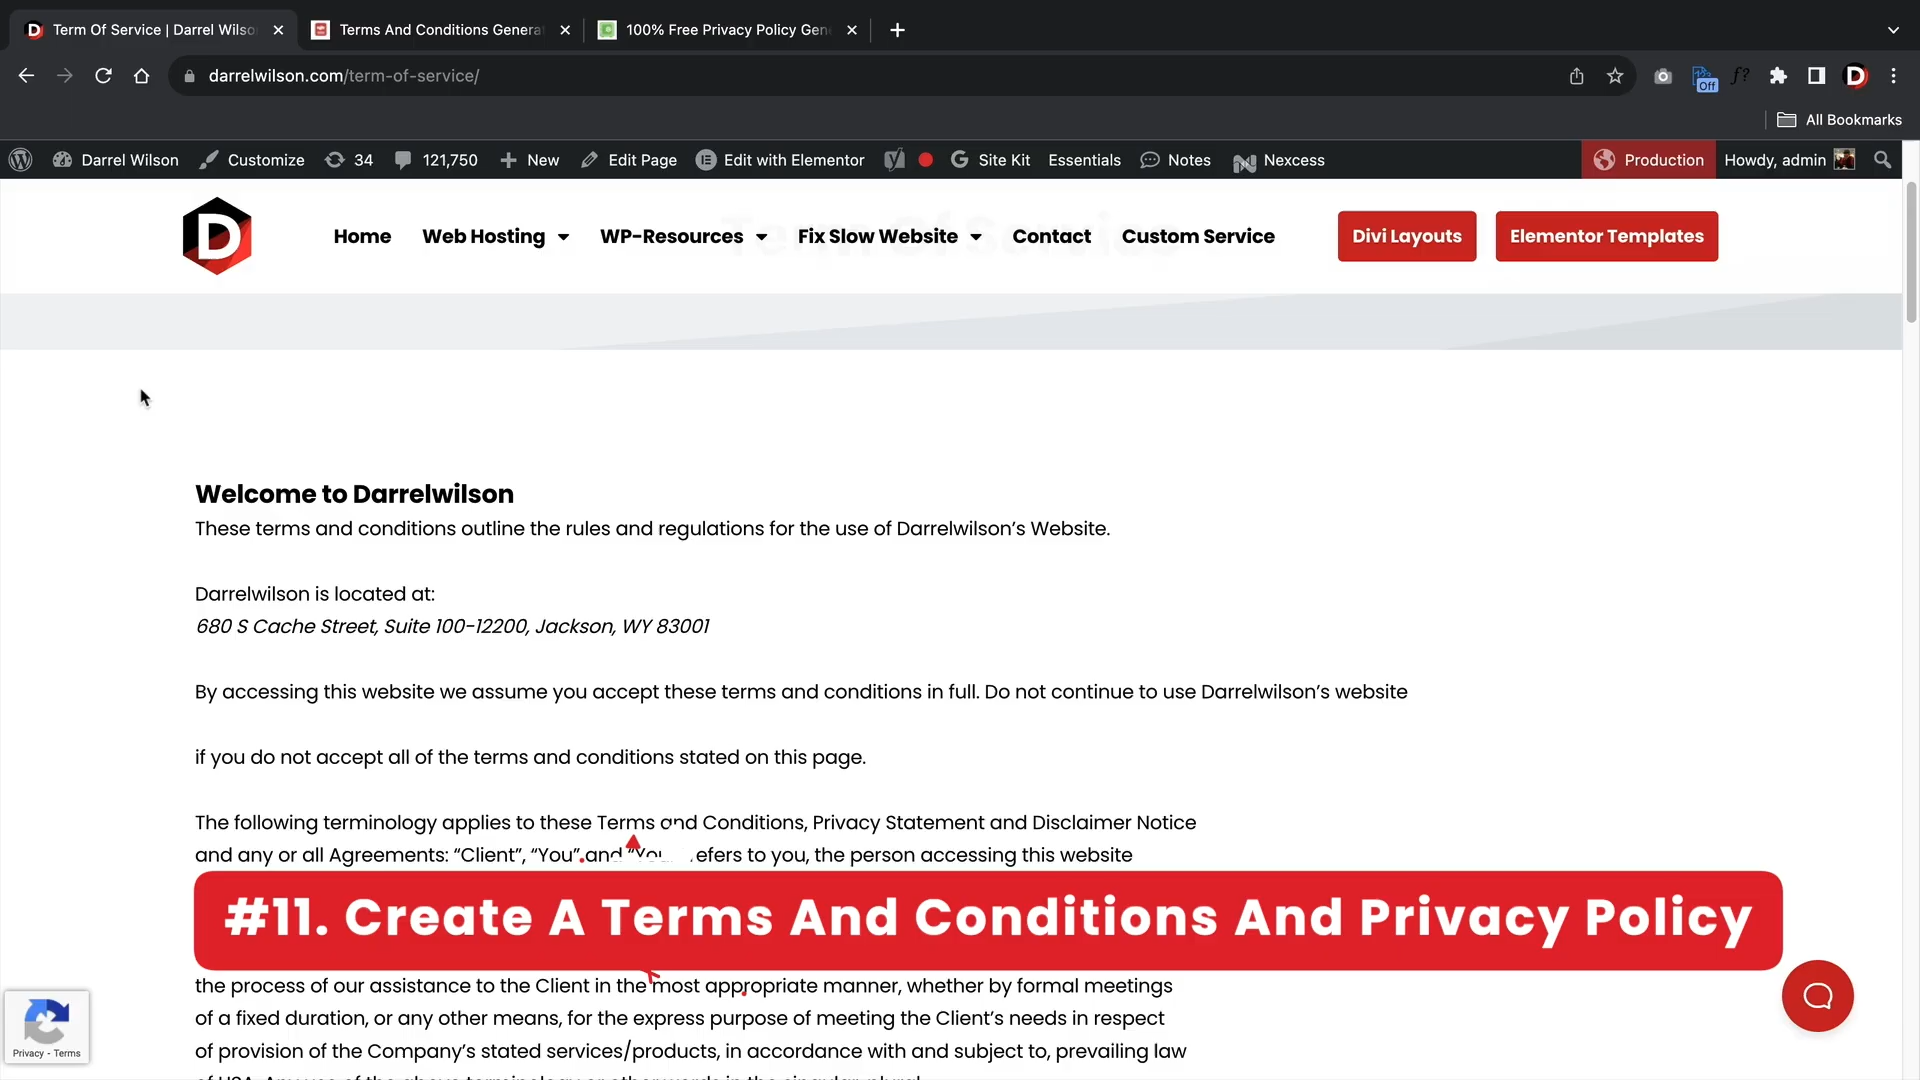 Term Of Service | Darrel Wilso
Terms And Conditions Genera
100% Free Privacy Policy Gen
darrelwilson.com/term-of-service/
Off
f?
D
All Bookmarks
Darrel Wilson
Customize
34
121,750
New
Edit Page
Edit with Elementor
G
Site Kit
Essentials
Notes
Nexcess
Production
Howdy, admin
D
Home
Web Hosting
WP-Resources
Fix Slow Website
Contact
Custom Service
Divi Layouts
Elementor Templates
Welcome to Darrelwilson
These terms and conditions outline the rules and regulations for the use of Darrelwilson's Website.
Darrelwilson is located at:
680 S Cache Street, Suite 100-12200, Jackson, WY 83001
By accessing this website we assume you accept these terms and conditions in full. Do not continue to use Darrelwilson's website
if you do not accept all of the terms and conditions stated on this page.
The following terminology applies to these Terms and Conditions, Privacy Statement and Disclaimer Notice
and any or all Agreements: “Client”, “You” and efers to you, the person accessing this website
#11. Create A Terms And Conditions And Privacy Policy
the process of our assistance to the Client in the most appropriate manner, whether by formal meetings
of a fixed duration, or any other means, for the express purpose of meeting the Client's needs in respect
of provision of the Company's stated services/products, in accordance with and subject to, prevailing law
Privacy - Terms